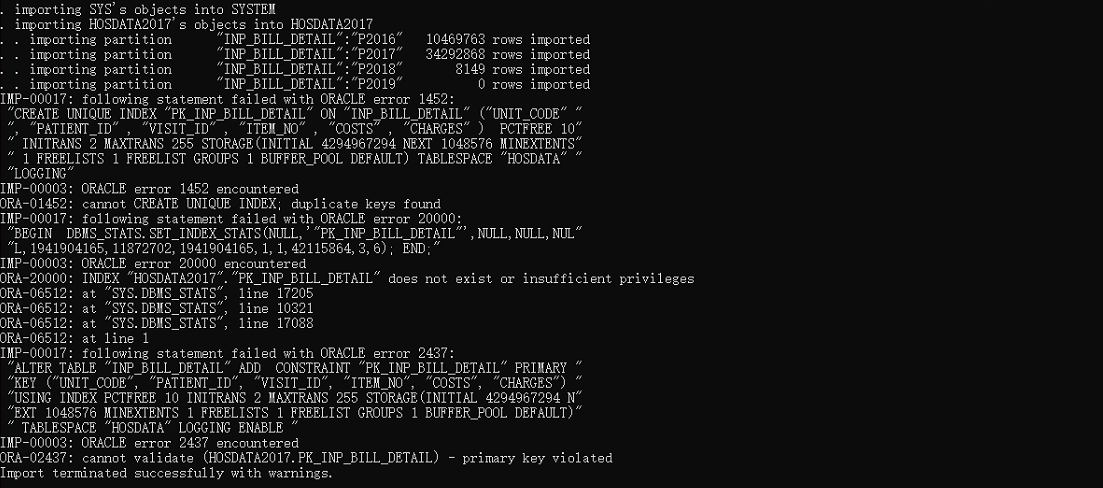 . importing SYS's objects into SYSTEM
. importing HOSDATA2017's objects into HOSDATA2017
. . importing partition      "INP_BILL_DETAIL":"P2016"   10469763 rows imported
. . importing partition      "INP_BILL_DETAIL":"P2017"   34292868 rows imported
. . importing partition      "INP_BILL_DETAIL":"P2018"       8149 rows imported
. . importing partition      "INP_BILL_DETAIL":"P2019"          0 rows imported
IMP-00017: following statement failed with ORACLE error 1452:
 "CREATE UNIQUE INDEX "PK_INP_BILL_DETAIL" ON "INP_BILL_DETAIL" ("UNIT_CODE" "
 ", "PATIENT_ID" , "VISIT_ID" , "ITEM_NO" , "COSTS" , "CHARGES" )  PCTFREE 10"
 " INITRANS 2 MAXTRANS 255 STORAGE(INITIAL 4294967294 NEXT 1048576 MINEXTENTS"
 " 1 FREELISTS 1 FREELIST GROUPS 1 BUFFER_POOL DEFAULT) TABLESPACE "HOSDATA" "
 "LOGGING"
IMP-00003: ORACLE error 1452 encountered
ORA-01452: cannot CREATE UNIQUE INDEX; duplicate keys found
IMP-00017: following statement failed with ORACLE error 20000:
 "BEGIN  DBMS_STATS.SET_INDEX_STATS(NULL,'"PK_INP_BILL_DETAIL"',NULL,NULL,NUL"
 "L,1941904165,11872702,1941904165,1,1,42115864,3,6); END;"
IMP-00003: ORACLE error 20000 encountered
ORA-20000: INDEX "HOSDATA2017"."PK_INP_BILL_DETAIL" does not exist or insufficient privileges
ORA-06512: at "SYS.DBMS_STATS", line 17205
ORA-06512: at "SYS.DBMS_STATS", line 10321
ORA-06512: at "SYS.DBMS_STATS", line 17088
ORA-06512: at line 1
IMP-00017: following statement failed with ORACLE error 2437:
 "ALTER TABLE "INP_BILL_DETAIL" ADD  CONSTRAINT "PK_INP_BILL_DETAIL" PRIMARY "
 "KEY ("UNIT_CODE", "PATIENT_ID", "VISIT_ID", "ITEM_NO", "COSTS", "CHARGES") "
 "USING INDEX PCTFREE 10 INITRANS 2 MAXTRANS 255 STORAGE(INITIAL 4294967294 N"
 "EXT 1048576 MINEXTENTS 1 FREELISTS 1 FREELIST GROUPS 1 BUFFER_POOL DEFAULT)"
 " TABLESPACE "HOSDATA" LOGGING ENABLE "
IMP-00003: ORACLE error 2437 encountered
ORA-02437: cannot validate (HOSDATA2017.PK_INP_BILL_DETAIL) - primary key violated
Import terminated successfully with warnings.